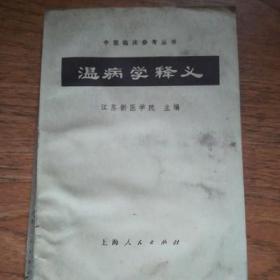 中医临床参考丛书
温病学释义
江苏新医学院 主编
上海人民出版社